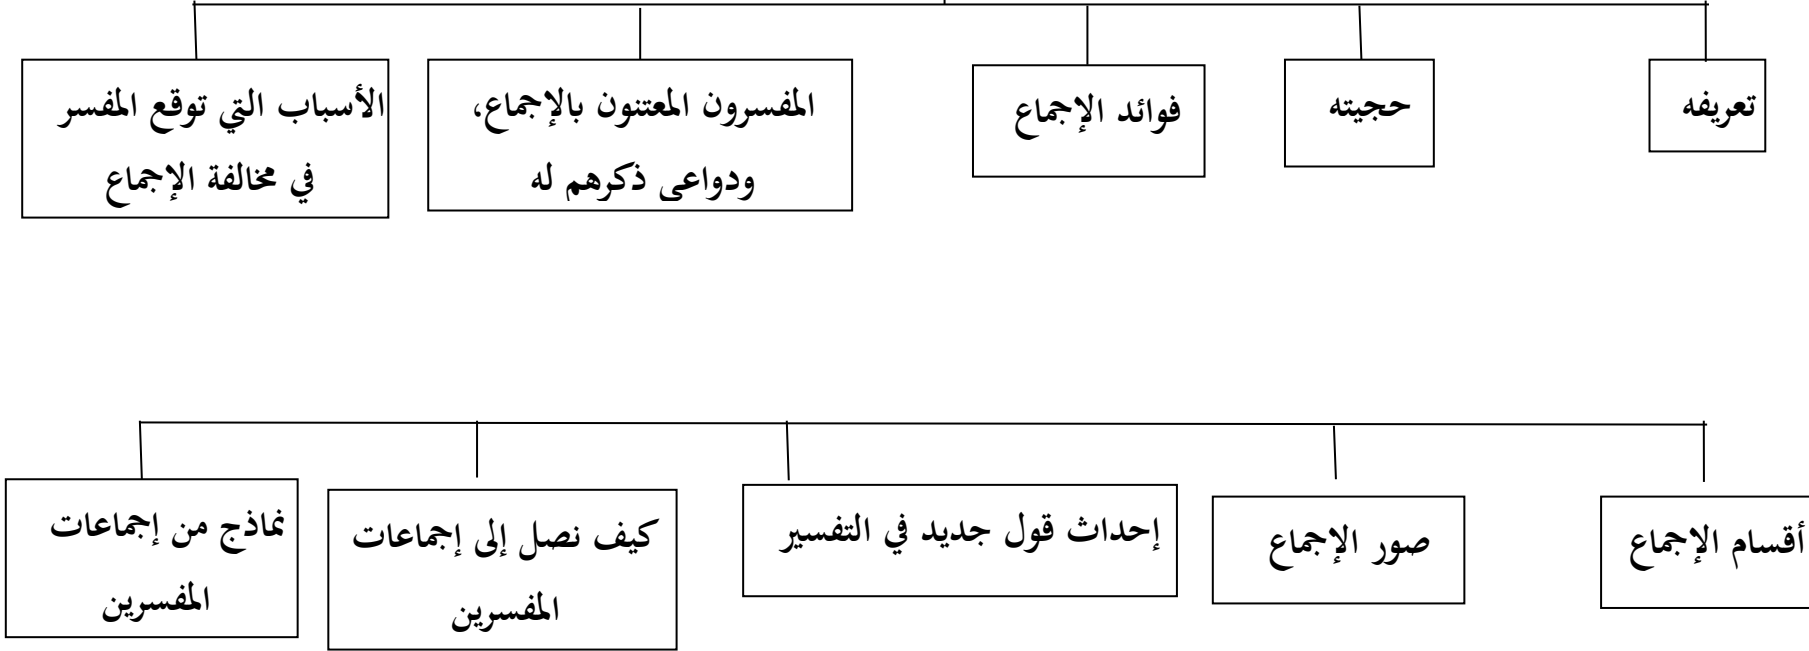 تعريفه
حجيته
فوائد الإجماع
المفسرون المعتنون بالإجماع،
ودواعي ذكرهم له
الأسباب التي توقع المفسر
في مخالفة الإجماع
أقسام الإجماع
صور الإجماع
إحداث قول جديد في التفسير
كيف نصل إلى إجماعات
المفسرين
نماذج من إجماعات
المفسرين